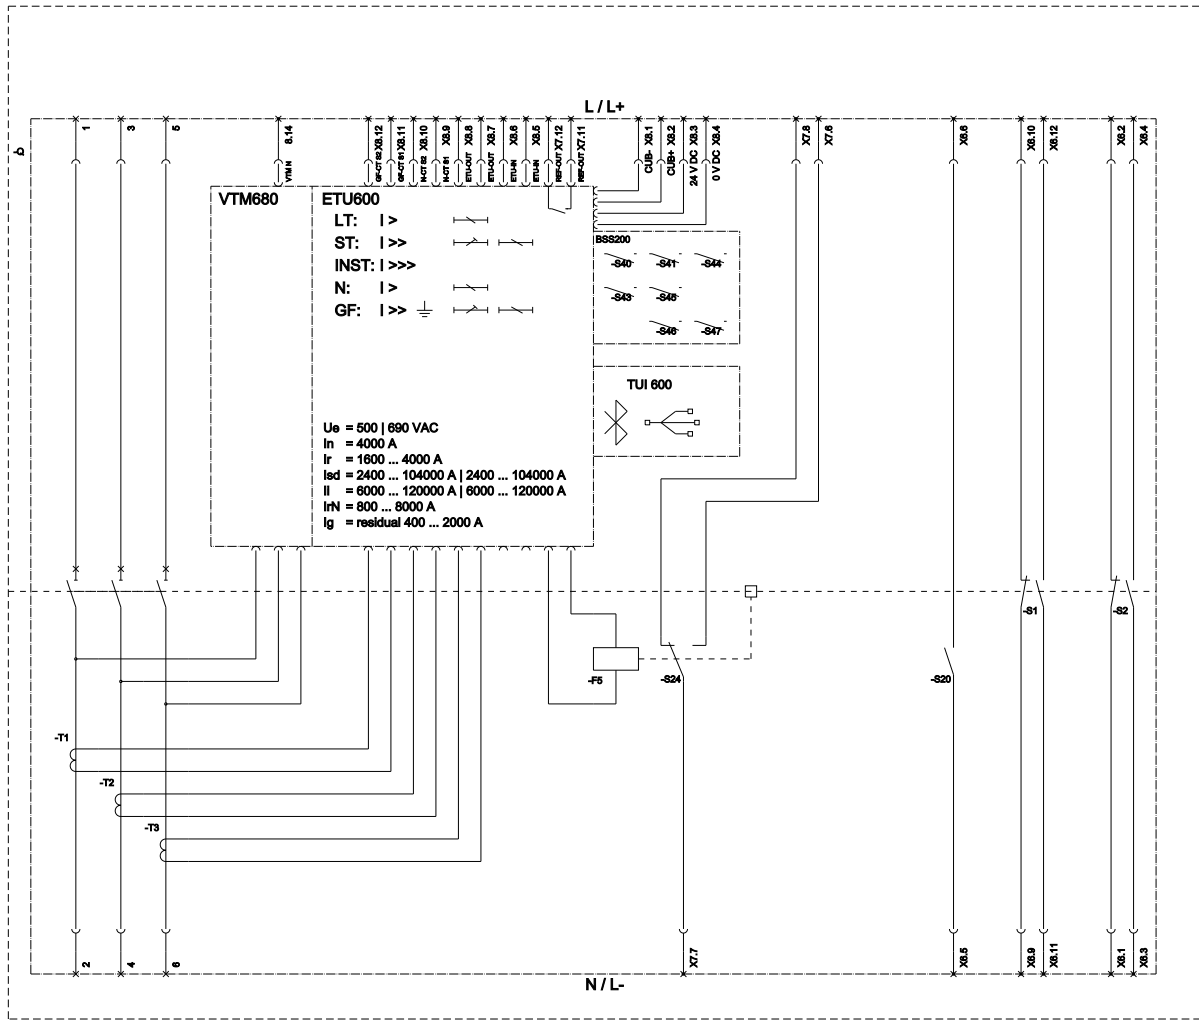 L / L+
-Q
1
3
5
8.14
X8.12
X8.11
X8.10
X8.9
X8.8
X8.7
X8.6
X8.5
X7.12
X7.11
X8.1
X8.2
X8.3
X8.4
X7.8
X7.6
X6.6
X6.10
X6.12
X6.2
X6.4
VTM N
GF-CT S2
GF-CT S1
N-CT S2
N-CT S1
ETU-OUT
ETU-OUT
ETU-IN
ETU-IN
REF-OUT
REF-OUT
CUB-
CUB+
24 V DC
0 V DC
VTM680
ETU600
LT: I >
ST: I >>
INST: I >>>
N: I >
GF: I >>
BSS200
-S40
-S41
-S44
-S43
-S45
-S46
-S47
TUI 600
Ue = 500 | 690 VAC
In = 4000 A
Ir = 1600 ... 4000 A
Isd = 2400 ... 104000 A | 2400 ... 104000 A
Ii = 6000 ... 120000 A | 6000 ... 120000 A
IrN = 800 ... 8000 A
Ig = residual 400 ... 2000 A
-S1
-S2
-F5
-S24
-S20
-T1
-T2
-T3
2
4
6
X7.7
X6.5
X6.9
X6.11
X6.1
X6.3
N / L-